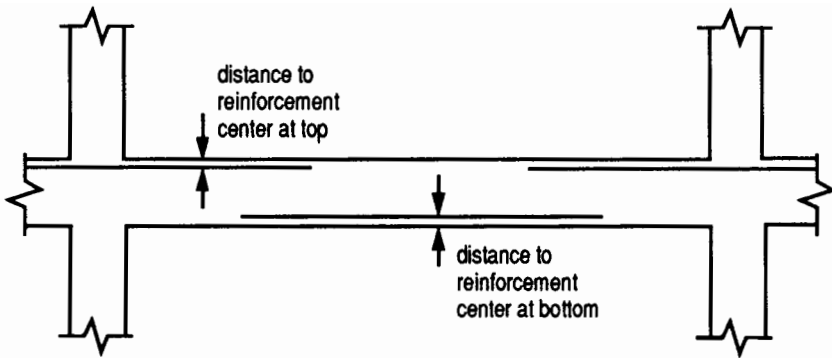 distance to
reinforcement
center at top
distance to
reinforcement
center at bottom